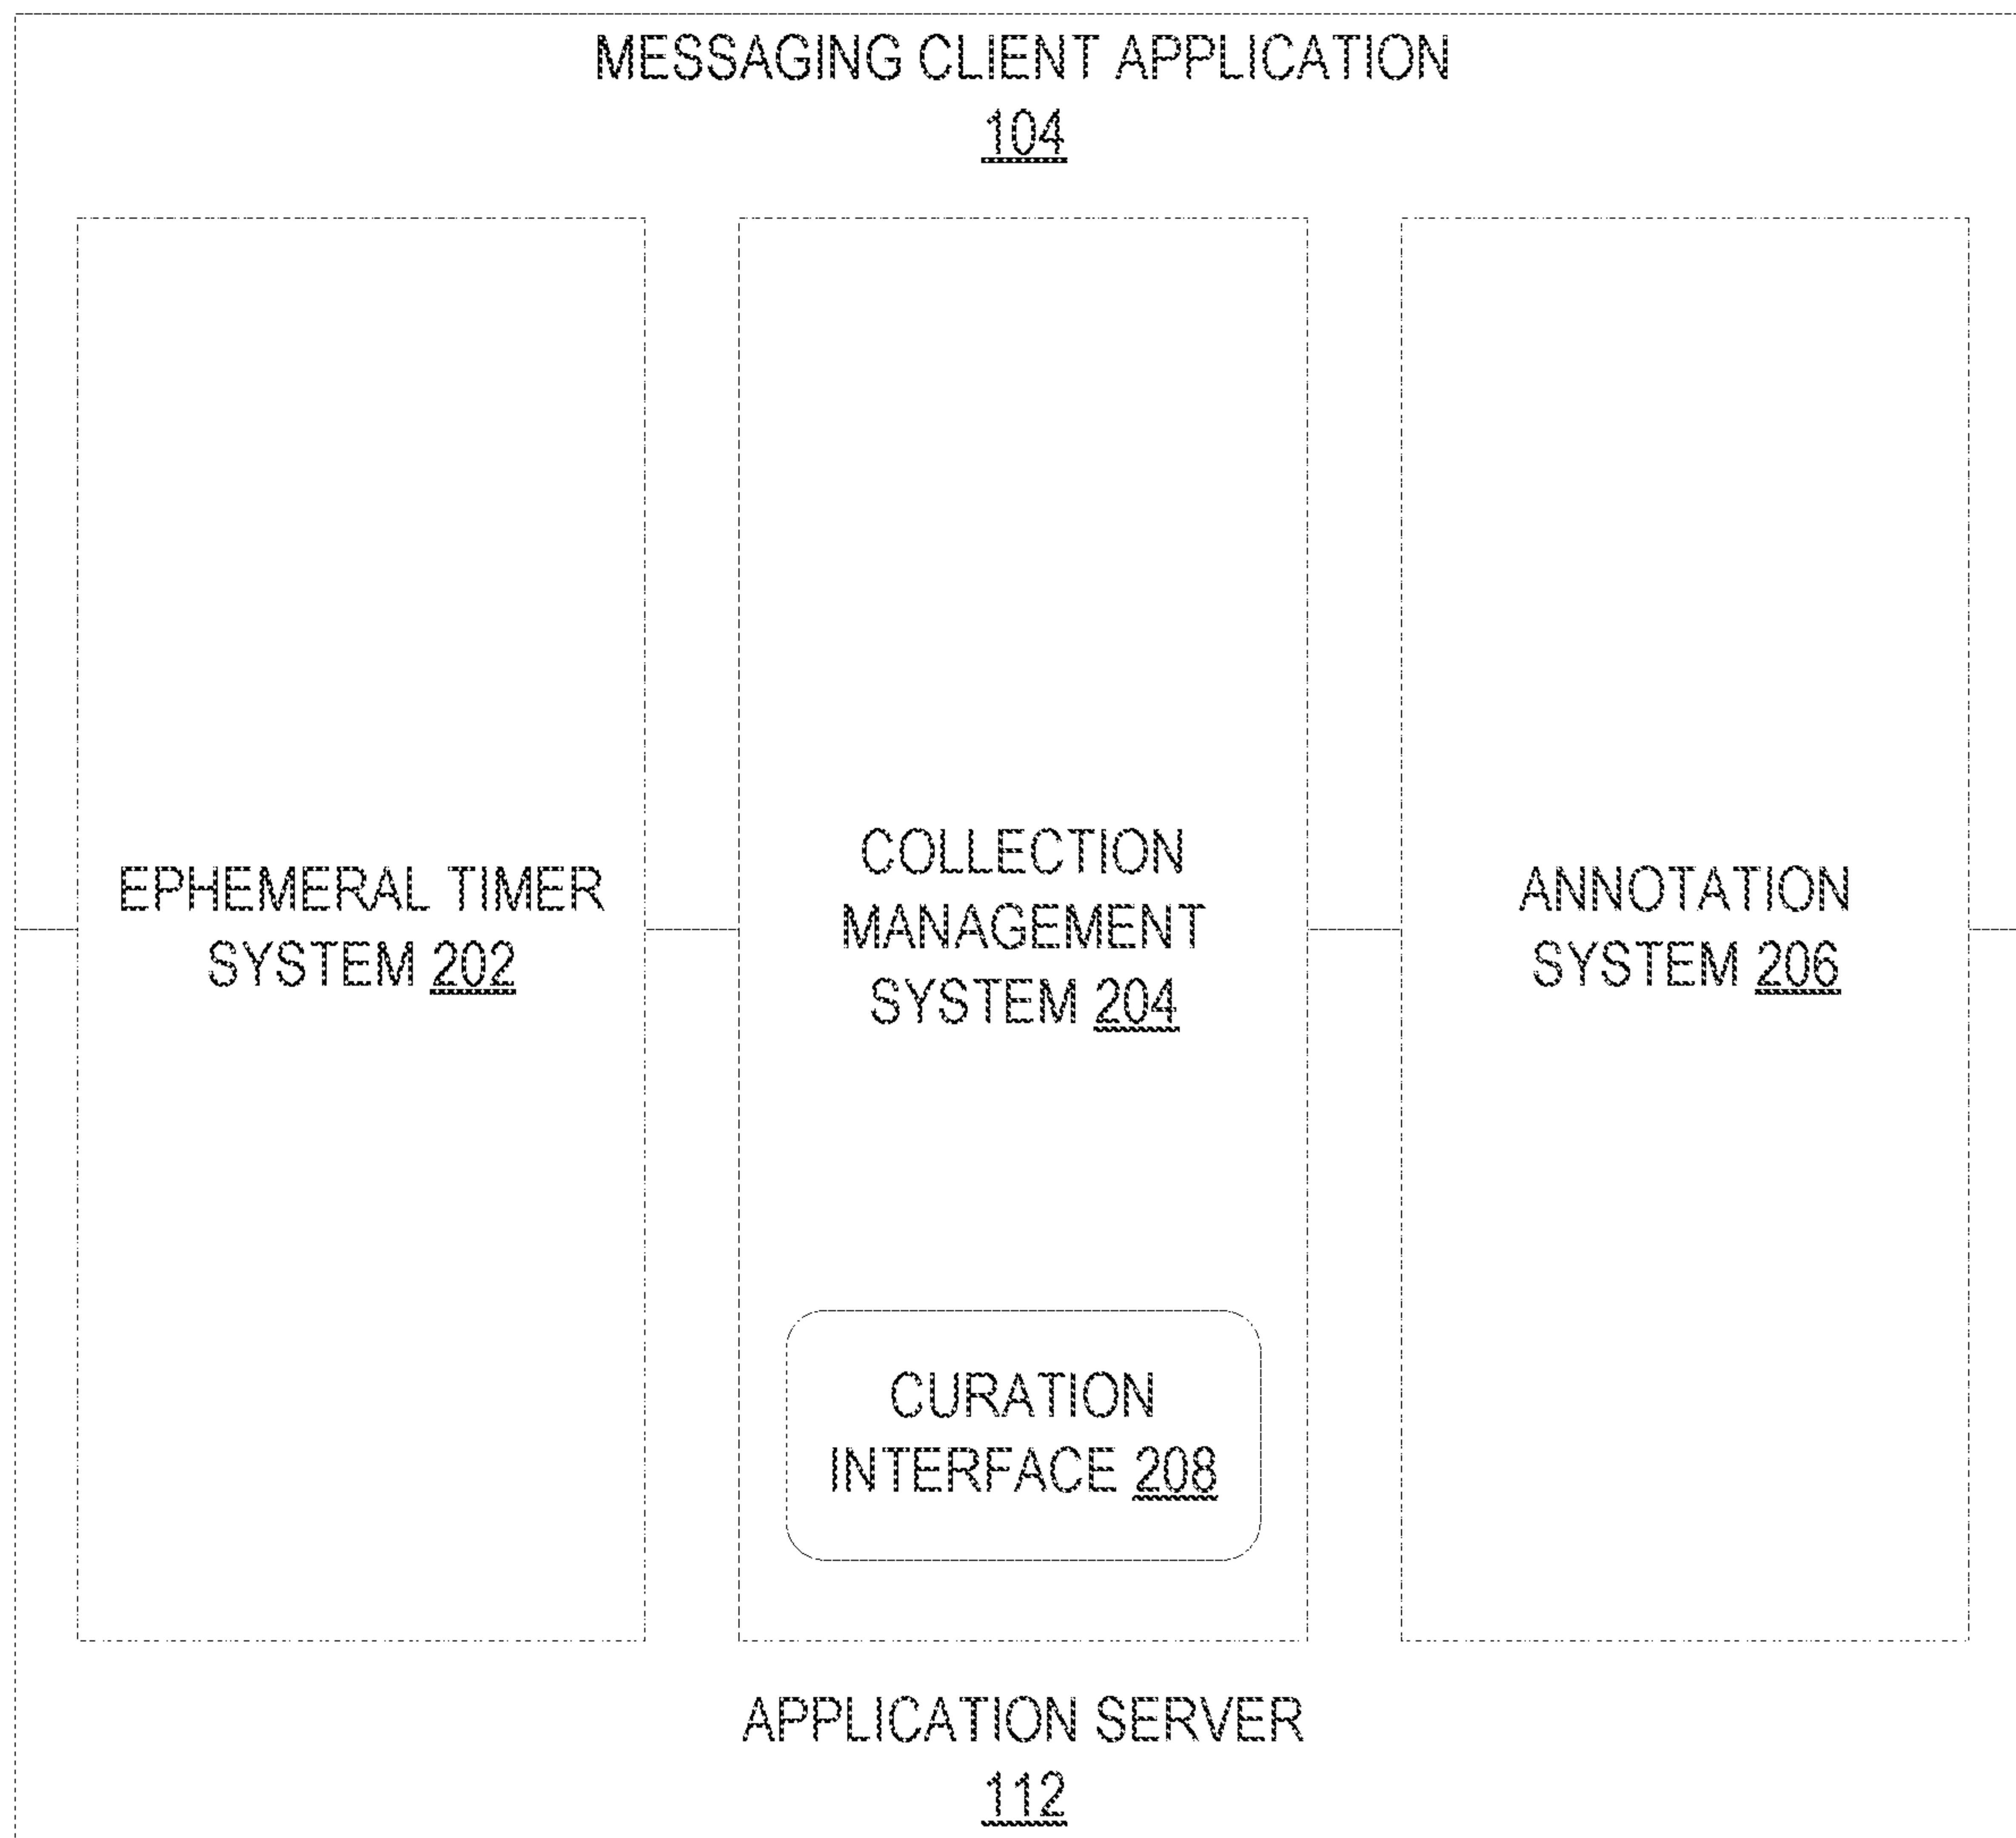 MESSAGING CLIENT APPLICATION
104
EPHEMERAL TIMER
SYSTEM 202
COLLECTION
MANAGEMENT
SYSTEM 204
CURATION
INTERFACE 208
ANNOTATION
SYSTEM 206
APPLICATION SERVER
112